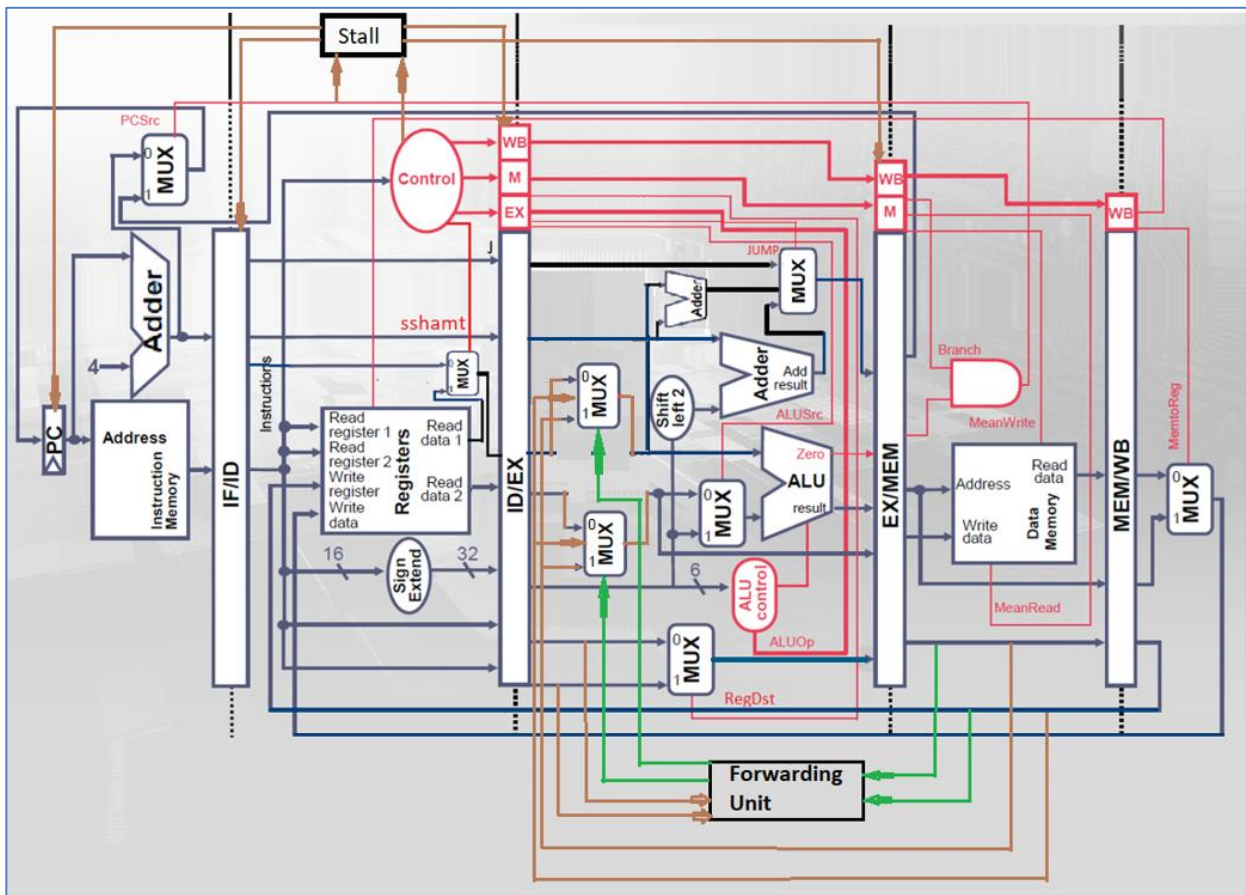 Stall
PCSrc
0
MUX
1
Control
WB
M
EX
WB
M
WB
J
JUMP
MUX
Adder
4
sshamt
0
MUX
1
Adder
Adder
Add
result
Branch
MeanWrite
MemtoReg
PC
Address
Instruction
Memory
IF/ID
Instructions
Read
register 1
Read
register 2
Write
register
Write
data
Registers
Read
data 1
Read
data 2
16
Sign
Extend
32
ID/EX
0
MUX
1
0
MUX
1
Shift
left 2
ALUSrc
0
MUX
1
Zero
ALU
result
6
ALU
control
ALUOp
0
MUX
1
RegDst
EX/MEM
Address
Read
data
Write
data
Data
Memory
MeanRead
MEM/WB
0
MUX
1
Forwarding
Unit